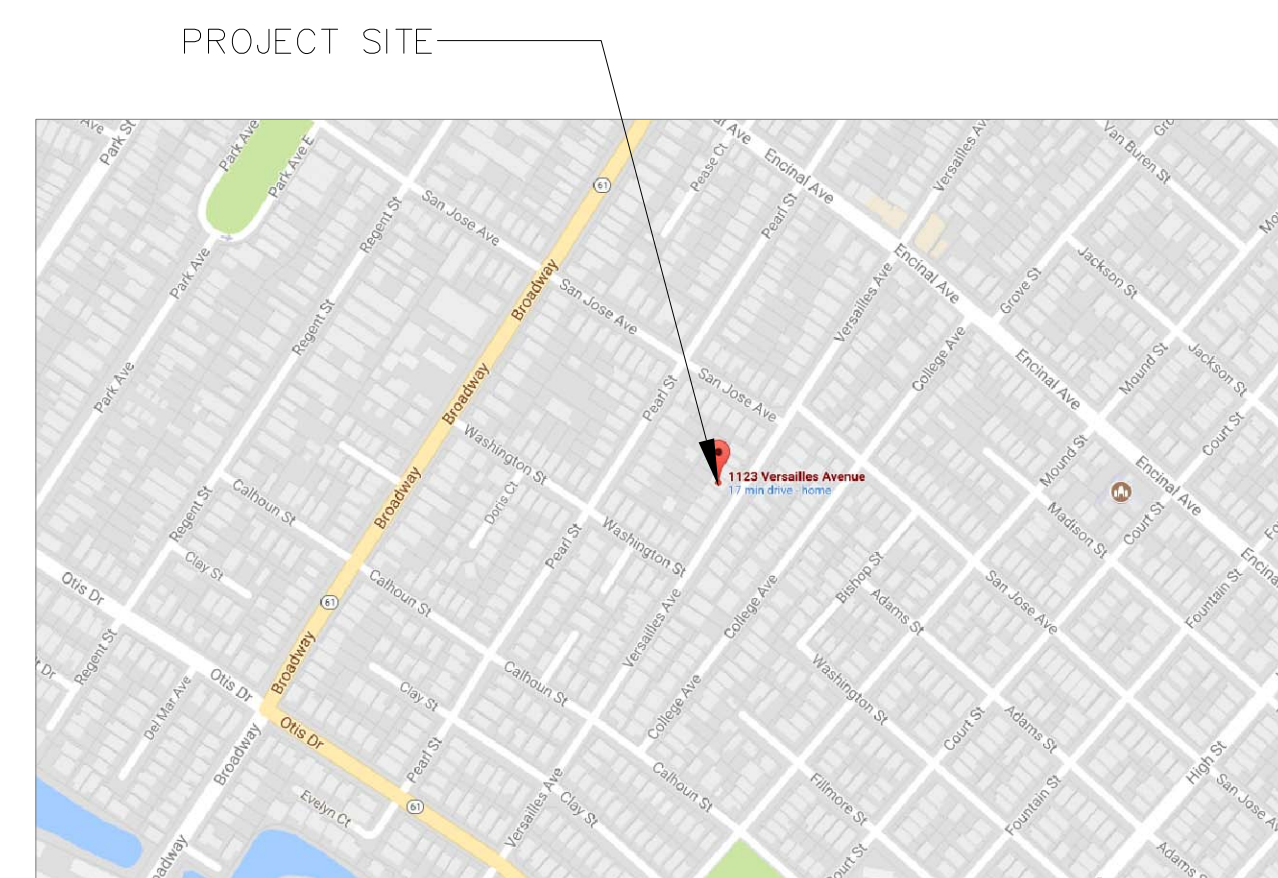 PROJECT SITE
Park St
Park Ave
Park Ave E
San Jose Ave
Regent St
61
Pease Ct
Encinal Ave
Versailles Av
Van Buren St
Pearl St
Park Ave
Broadway
San Jose Ave
Regent St
Encinal Ave
Versailles Ave
Grove St
Jackson St
Park Ave
Broadway
Pearl St
San Jose Ave
College Ave
Encinal Ave
Mound St
Jackson St
Court St
Washington St
1123 Versailles Avenue
17 min drive - home
Mound St
Encinal Ave
Regent St
Calhoun St
Broadway
Doris Ct
Pearl St
Washington St
Madison St
Court St
Otis Dr
Clay St
61
Calhoun St
Versailles Ave
College Ave
Bishop St
Adams St
San Jose Ave
Fountain St
Regent St
Del Mar Ave
Otis Dr
Broadway
Clay St
Calhoun St
College Ave
Washington St
Court St
Adams St
High St
Otis Dr
Broadway
Pearl St
Evelyn Ct
61
Versailles Ave
Clay St
Calhoun St
Fillmore St
Fountain St
San Jose A
Adams S